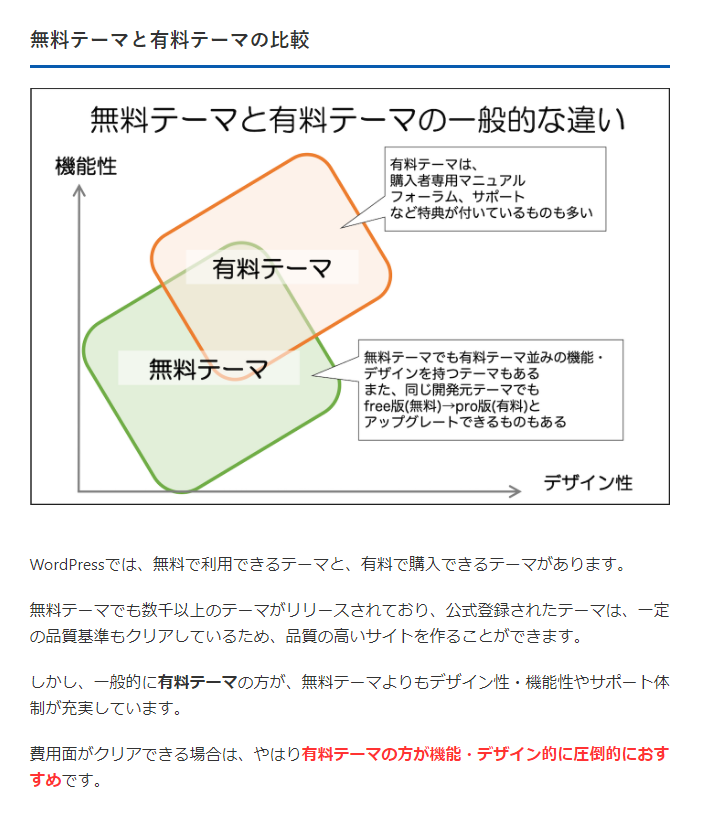 無料テーマと有料テーマの比較
無料テーマと有料テーマの一般的な違い
機能性
有料テーマは、
購入者専用マニュアル
フォーラム、サポート
など特典が付いているものも多い
有料テーマ
無料テーマ
無料テーマでも有料テーマ並みの機能・
デザインを持つテーマもある
また、同じ開発元テーマでも
free版(無料)→pro版(有料)と
アップグレートできるものもある
デザイン性
WordPressでは、無料で利用できるテーマと、有料で購入できるテーマがあります。
無料テーマでも数千以上のテーマがリリースされており、公式登録されたテーマは、一定
の品質基準もクリアしているため、品質の高いサイトを作ることができます。
しかし、一般的に有料テーマの方が、無料テーマよりもデザイン性・機能性やサポート体
制が充実しています。
費用面がクリアできる場合は、やはり有料テーマの方が機能・デザイン的に圧倒的におす
すめです。